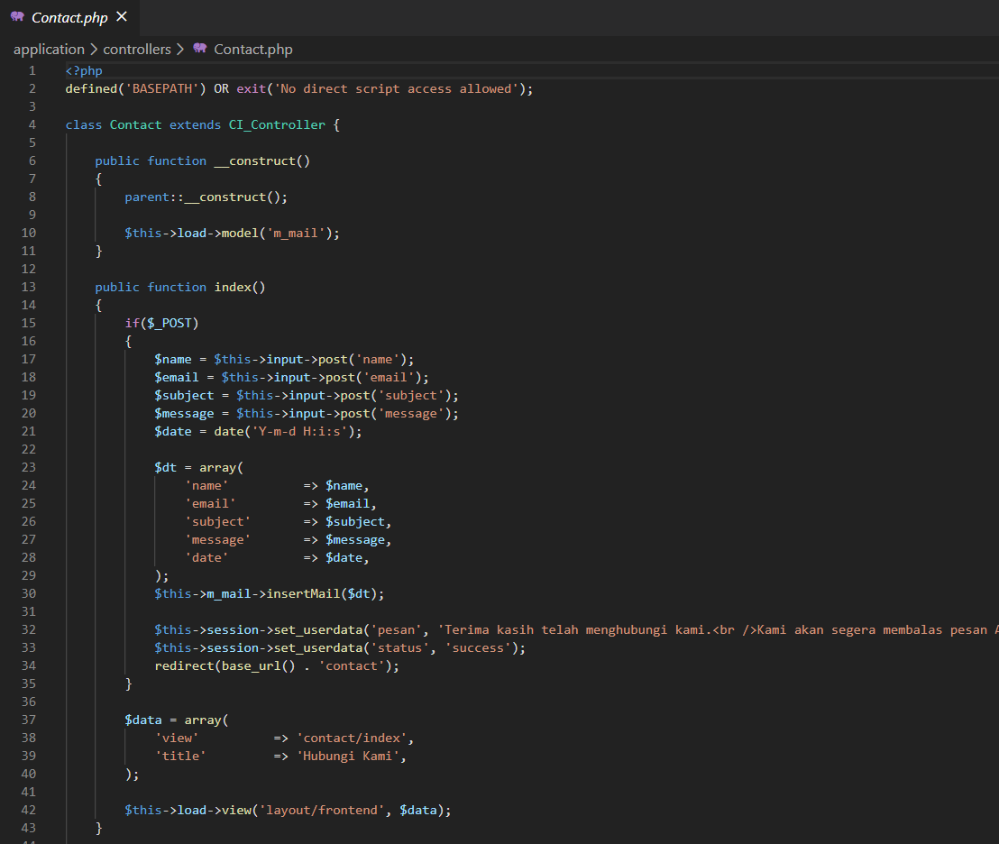 Contact.php ×
application > controllers > Contact.php
1 <?php
2 defined('BASEPATH') OR exit('No direct script access allowed');
3
4 class Contact extends CI_Controller {
5
6     public function __construct()
7     {
8         parent::__construct();
9
10         $this->load->model('m_mail');
11     }
12
13     public function index()
14     {
15         if($_POST)
16         {
17             $name = $this->input->post('name');
18             $email = $this->input->post('email');
19             $subject = $this->input->post('subject');
20             $message = $this->input->post('message');
21             $date = date('Y-m-d H:i:s');
22
23             $dt = array(
24                 'name'          => $name,
25                 'email'         => $email,
26                 'subject'       => $subject,
27                 'message'       => $message,
28                 'date'          => $date,
29             );
30             $this->m_mail->insertMail($dt);
31
32             $this->session->set_userdata('pesan', 'Terima kasih telah menghubungi kami.<br />Kami akan segera membalas pesan A
33             $this->session->set_userdata('status', 'success');
34             redirect(base_url() . 'contact');
35         }
36
37         $data = array(
38             'view'          => 'contact/index',
39             'title'         => 'Hubungi Kami',
40         );
41
42         $this->load->view('layout/frontend', $data);
43     }